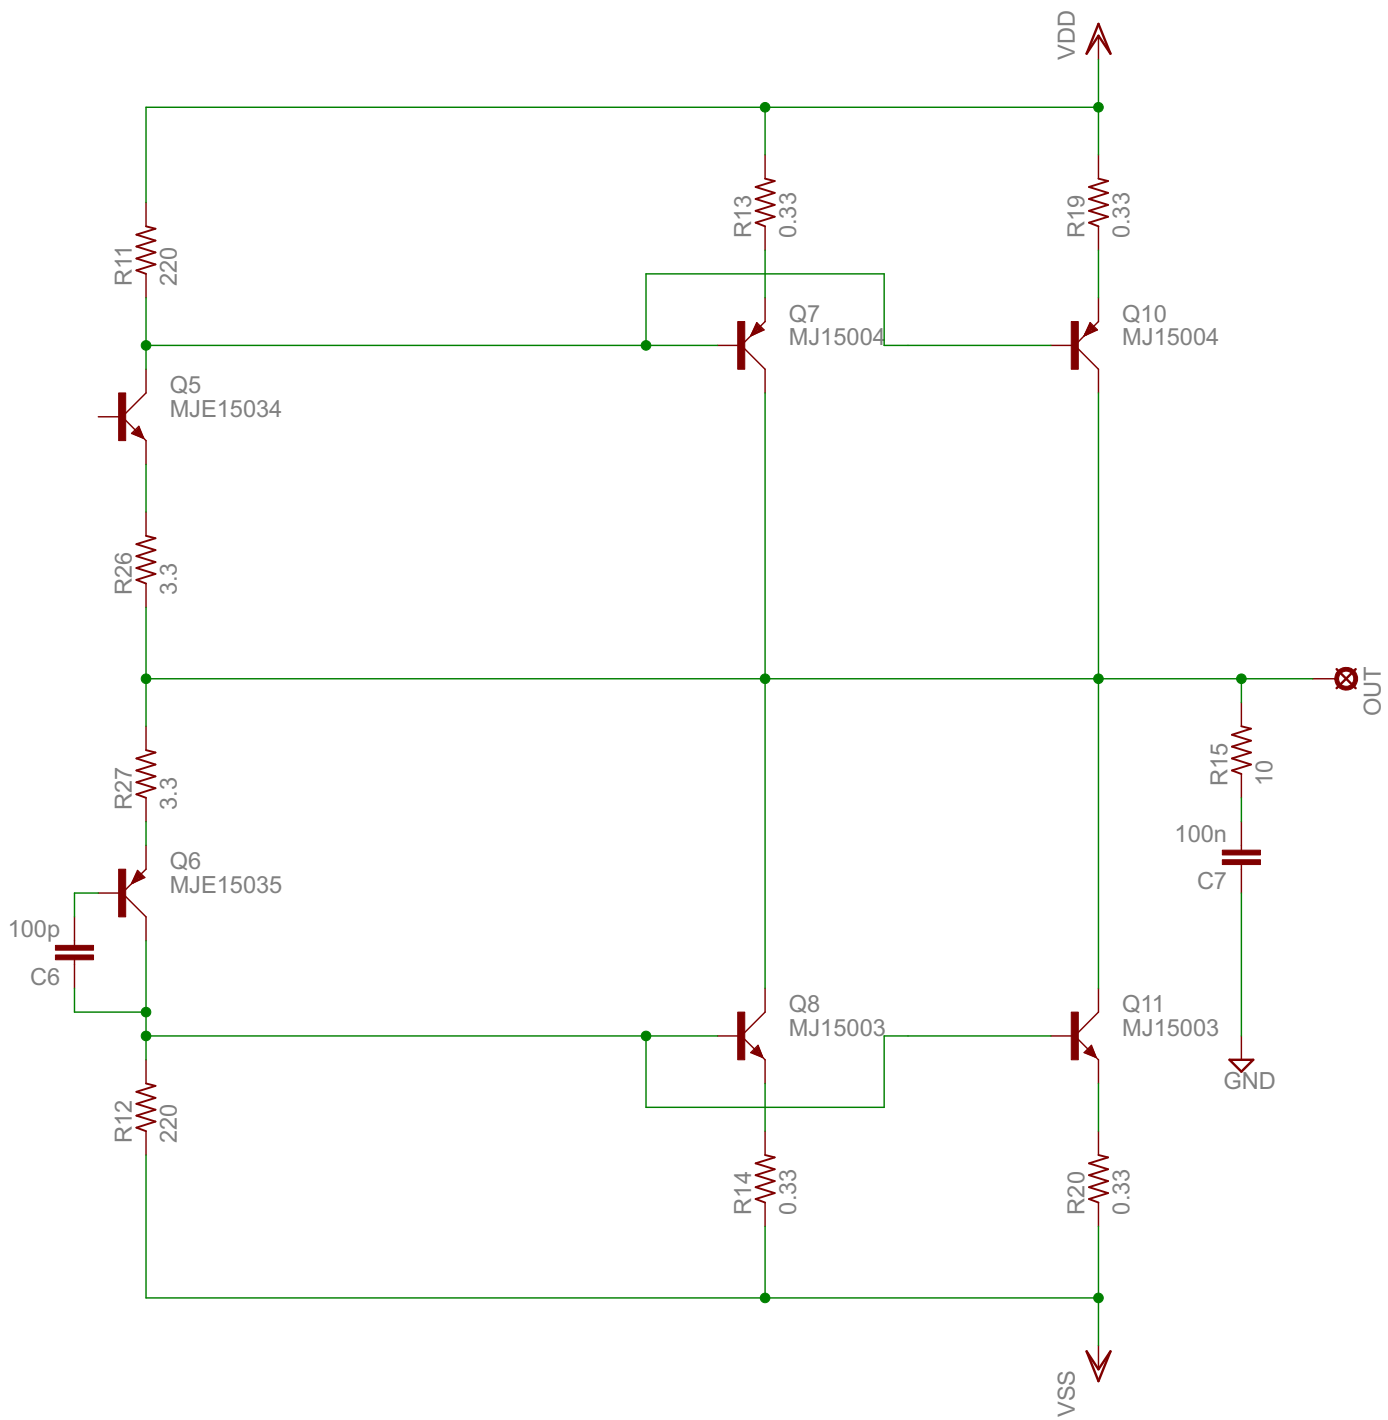 VDD
R11
220
R13
0.33
R19
0.33
Q7
MJ15004
Q10
MJ15004
Q5
MJE15034
R26
3.3
OUT
R27
3.3
R15
10
100n
C7
Q6
MJE15035
100p
C6
Q8
MJ15003
Q11
MJ15003
GND
R12
220
R14
0.33
R20
0.33
VSS